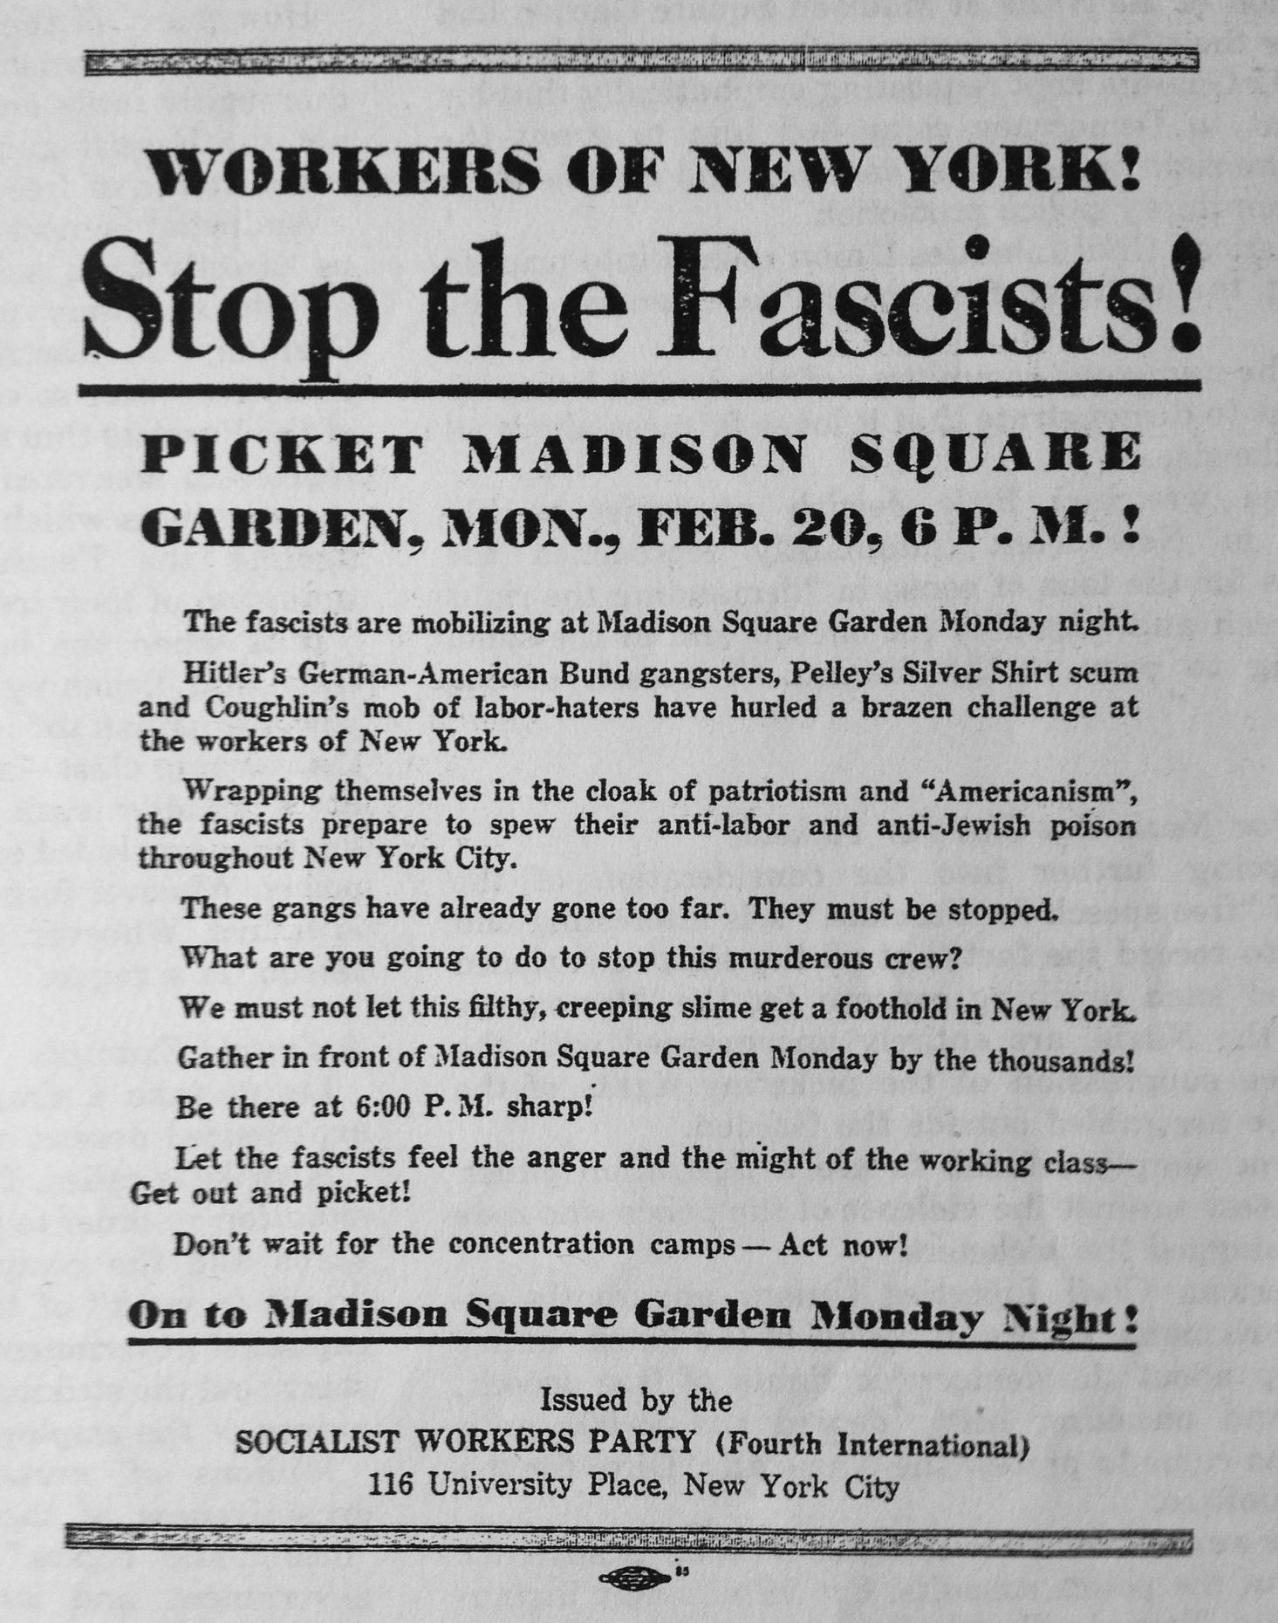 WORKERS OF NEW YORK!
Stop the Fascists!
PICKET MADISON SQUARE
GARDEN, MON., FEB. 20, 6 P. M. !
The fascists are mobilizing at Madison Square Garden Monday night.
Hitler's German-American Bund gangsters, Pelley's Silver Shirt scum
and Coughlin's mob of labor-haters have hurled a brazen challenge at
the workers of New York.
Wrapping themselves in the cloak of patriotism and “Americanism”,
the fascists prepare to spew their anti-labor and anti-Jewish poison
throughout New York City.
These gangs have already gone too far. They must be stopped.
What are you going to do to stop this murderous crew?
We must not let this filthy, creeping slime get a foothold in New York.
Gather in front of Madison Square Garden Monday by the thousands!
Be there at 6:00 P. M. sharp!
Let the fascists feel the anger and the might of the working class—
Get out and picket!
Don't wait for the concentration camps — Act now!
On to Madison Square Garden Monday Night!
Issued by the
SOCIALIST WORKERS PARTY (Fourth International)
116 University Place, New York City